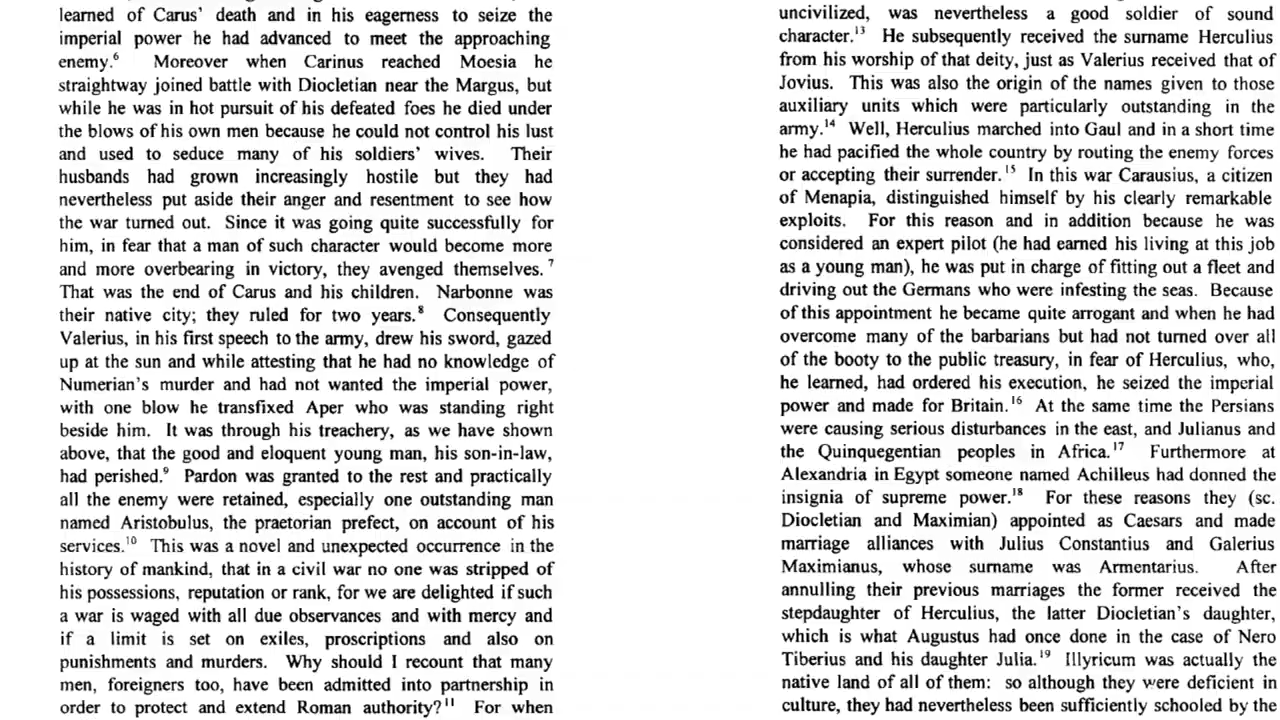 learned of Carus' death and in his eagerness to seize the
imperial power he had advanced to meet the approaching
enemy.⁶ Moreover when Carinus reached Moesia he
straightway joined battle with Diocletian near the Margus, but
while he was in hot pursuit of his defeated foes he died under
the blows of his own men because he could not control his lust
and used to seduce many of his soldiers' wives. Their
husbands had grown increasingly hostile but they had
nevertheless put aside their anger and resentment to see how
the war turned out. Since it was going quite successfully for
him, in fear that a man of such character would become more
and more overbearing in victory, they avenged themselves.⁷
That was the end of Carus and his children. Narbonne was
their native city; they ruled for two years.⁸ Consequently
Valerius, in his first speech to the army, drew his sword, gazed
up at the sun and while attesting that he had no knowledge of
Numerian's murder and had not wanted the imperial power,
with one blow he transfixed Aper who was standing right
beside him. It was through his treachery, as we have shown
above, that the good and eloquent young man, his son-in-law,
had perished.⁹ Pardon was granted to the rest and practically
all the enemy were retained, especially one outstanding man
named Aristobulus, the praetorian prefect, on account of his
services.¹⁰ This was a novel and unexpected occurrence in the
history of mankind, that in a civil war no one was stripped of
his possessions, reputation or rank, for we are delighted if such
a war is waged with all due observances and with mercy and
if a limit is set on exiles, proscriptions and also on
punishments and murders. Why should I recount that many
men, foreigners too, have been admitted into partnership in
order to protect and extend Roman authority?¹¹ For when
uncivilized, was nevertheless a good soldier of sound
character.¹³ He subsequently received the surname Herculius
from his worship of that deity, just as Valerius received that of
Jovius. This was also the origin of the names given to those
auxiliary units which were particularly outstanding in the
army.¹⁴ Well, Herculius marched into Gaul and in a short time
he had pacified the whole country by routing the enemy forces
or accepting their surrender.¹⁵ In this war Carausius, a citizen
of Menapia, distinguished himself by his clearly remarkable
exploits. For this reason and in addition because he was
considered an expert pilot (he had earned his living at this job
as a young man), he was put in charge of fitting out a fleet and
driving out the Germans who were infesting the seas. Because
of this appointment he became quite arrogant and when he had
overcome many of the barbarians but had not turned over all
of the booty to the public treasury, in fear of Herculius, who,
he learned, had ordered his execution, he seized the imperial
power and made for Britain.¹⁶ At the same time the Persians
were causing serious disturbances in the east, and Julianus and
the Quinquegentian peoples in Africa.¹⁷ Furthermore at
Alexandria in Egypt someone named Achilleus had donned the
insignia of supreme power.¹⁸ For these reasons they (sc.
Diocletian and Maximian) appointed as Caesars and made
marriage alliances with Julius Constantius and Galerius
Maximianus, whose surname was Armentarius. After
annulling their previous marriages the former received the
stepdaughter of Herculius, the latter Diocletian's daughter,
which is what Augustus had once done in the case of Nero
Tiberius and his daughter Julia.¹⁹ Illyricum was actually the
native land of all of them: so although they were deficient in
culture, they had nevertheless been sufficiently schooled by the